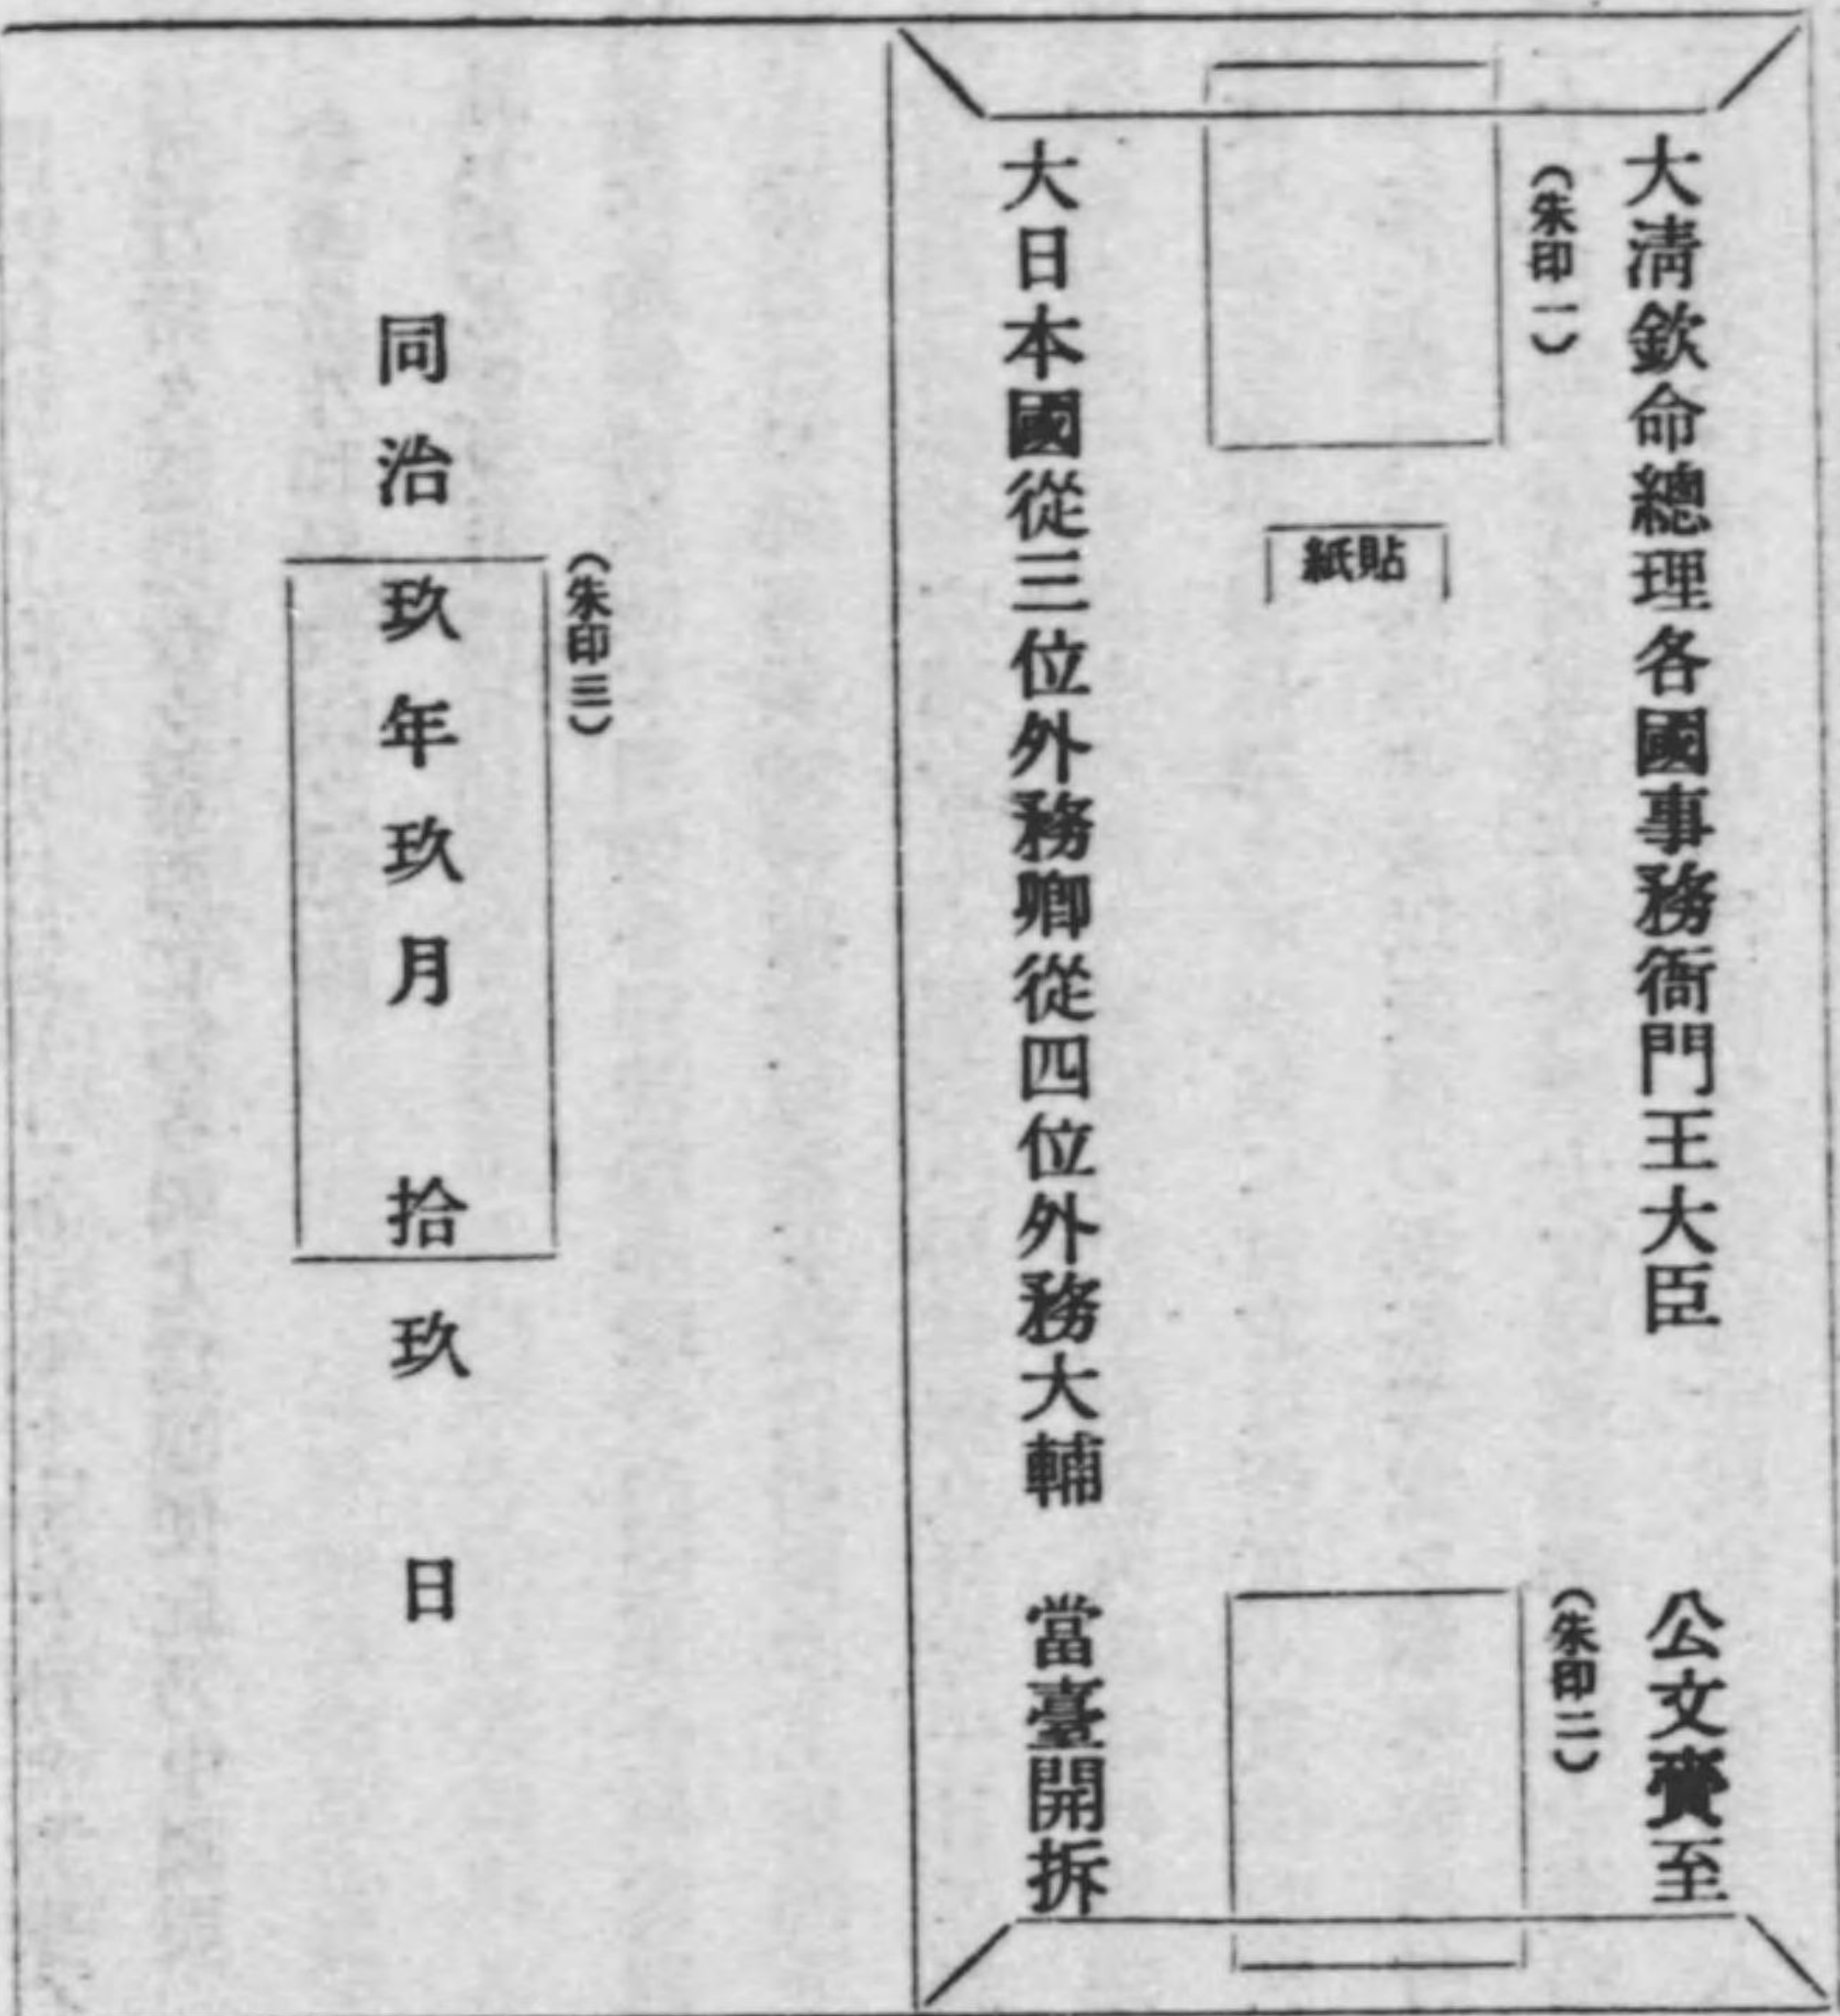 大淸欽命總理各國事務衙門王大臣　公文賷至
（朱印一）
（朱印二）
紙貼
大日本國從三位外務卿從四位外務大輔　當臺開拆
（朱印三）
同治玖年玖月　拾玖　日